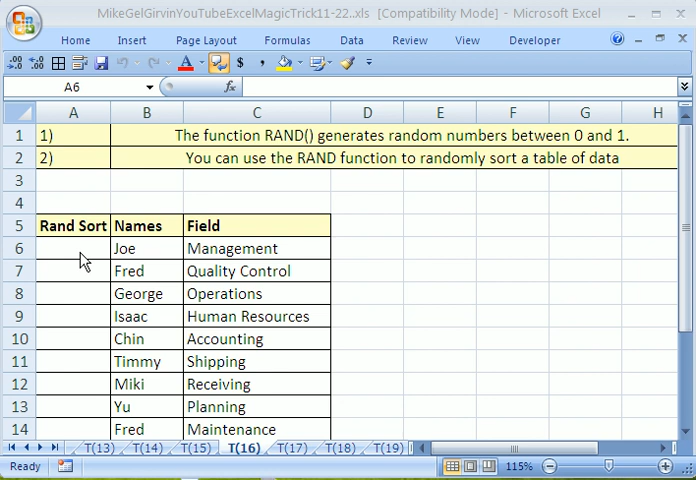 MikeGelGirvinYouTubeExcelMagicTrick11-22..xls [Compatibility Mode] - Microsoft Excel
Home Insert Page Layout Formulas Data Review View Developer
A6 fx
A B C D E F G H
1 1) The function RAND() generates random numbers between 0 and 1.
2 2) You can use the RAND function to randomly sort a table of data
3
4
5 Rand Sort Names Field
6 Joe Management
7 Fred Quality Control
8 George Operations
9 Isaac Human Resources
10 Chin Accounting
11 Timmy Shipping
12 Miki Receiving
13 Yu Planning
14 Fred Maintenance
T(13) T(14) T(15) T(16) T(17) T(18) T(19)
Ready 115%